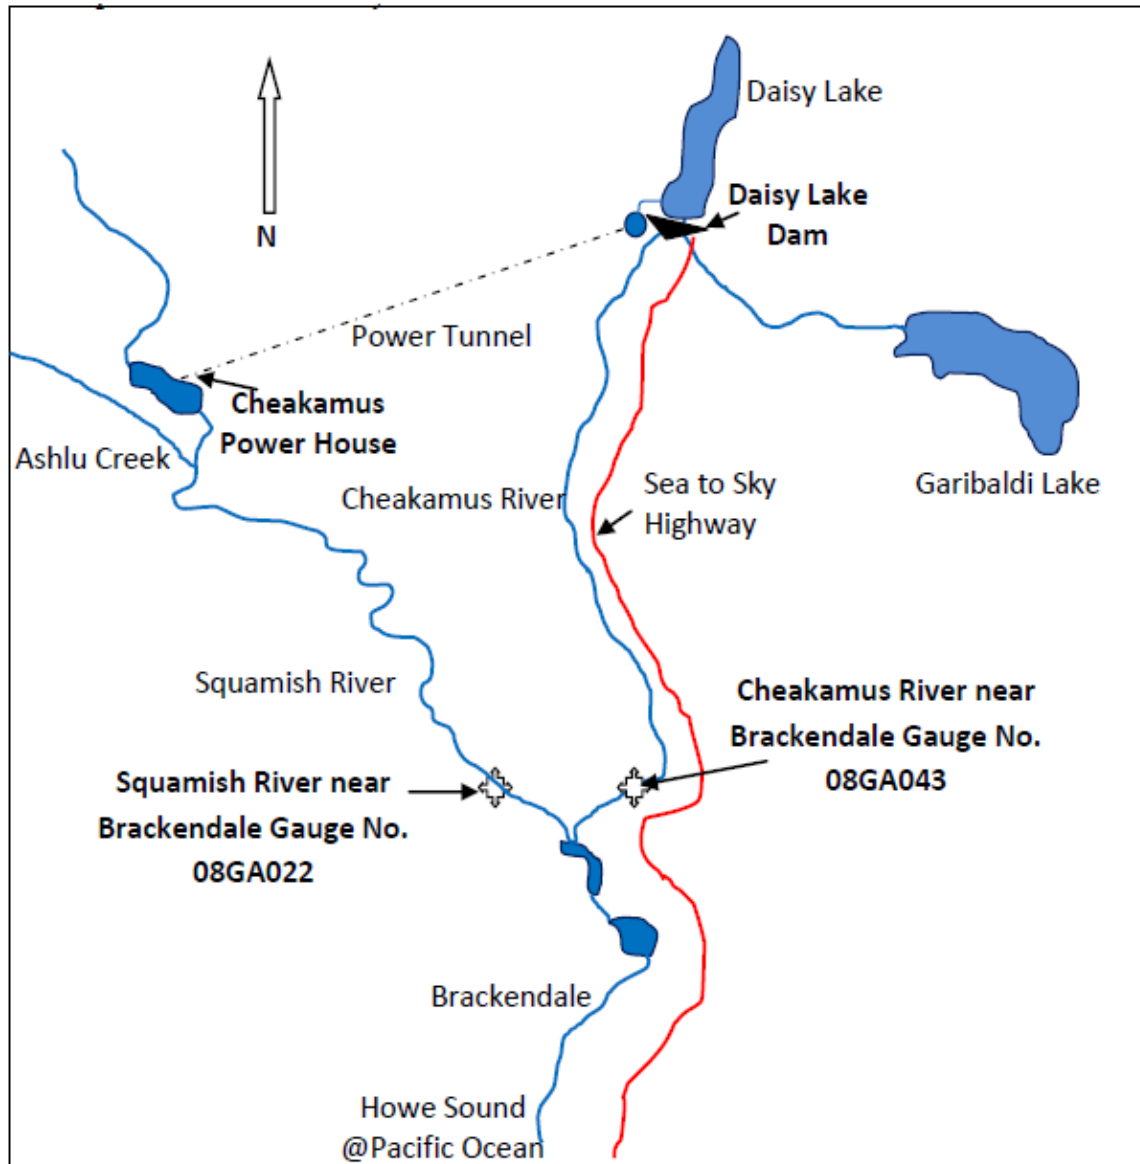 Daisy Lake
Daisy Lake
Dam
N
Power Tunnel
Cheakamus
Power House
Ashlu Creek
Cheakamus River
Sea to Sky
Highway
Garibaldi Lake
Squamish River
Cheakamus River near
Brackendale Gauge No.
08GA043
Squamish River near
Brackendale Gauge No.
08GA022
Brackendale
Howe Sound
@Pacific Ocean